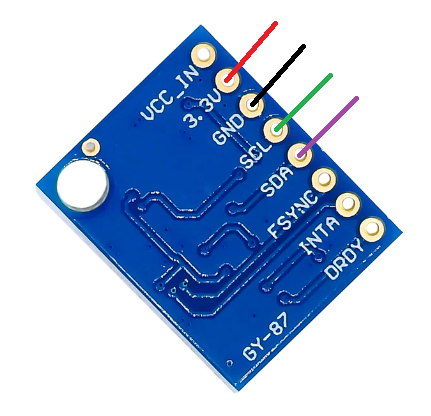 VCC_IN
3.3V
GND
SCL
SDA
FSYNC
INTA
DRDY
GY-87